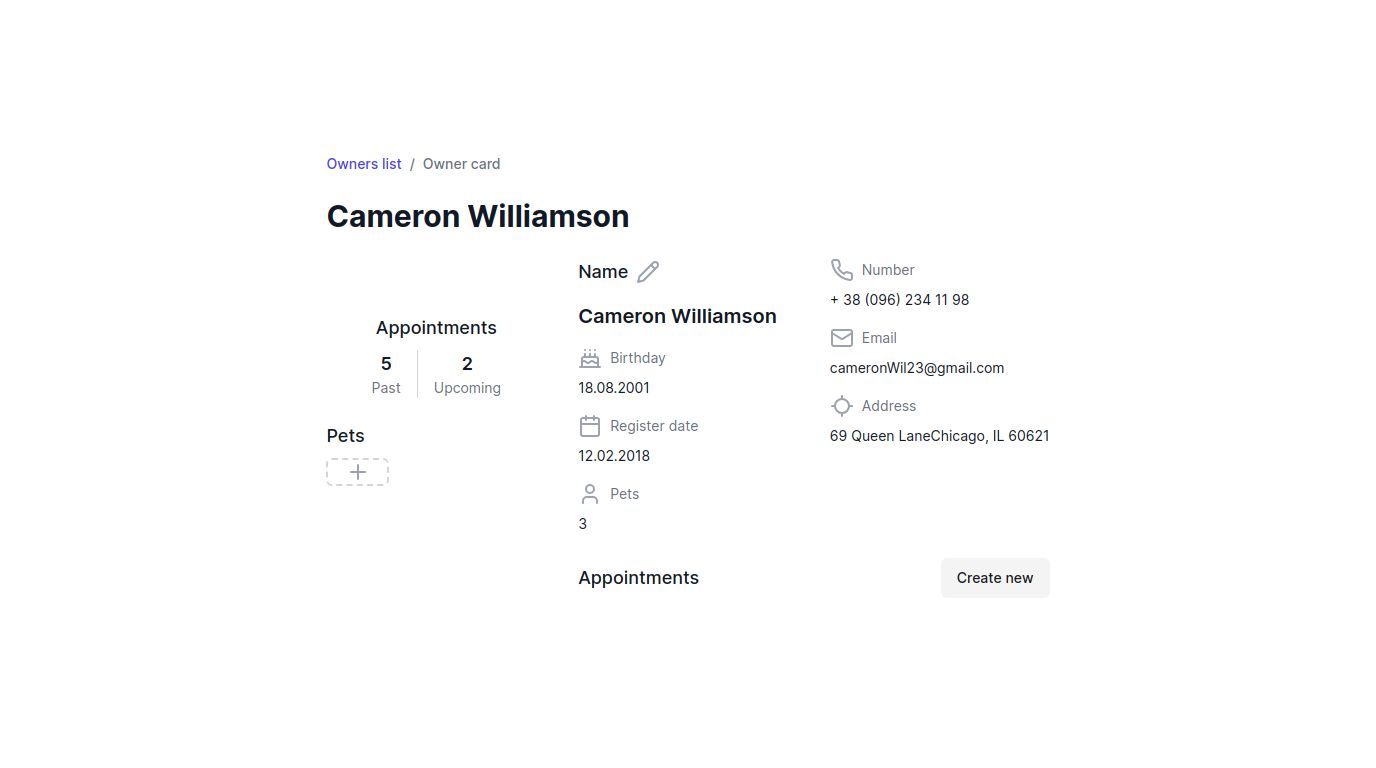 Owners list / Owner card
Cameron Williamson
Appointments
5
Past
2
Upcoming
Pets
Name
Cameron Williamson
Birthday
18.08.2001
Register date
12.02.2018
Pets
3
Number
+ 38 (096) 234 11 98
Email
cameronWil23@gmail.com
Address
69 Queen LaneChicago, IL 60621
Appointments
Create new